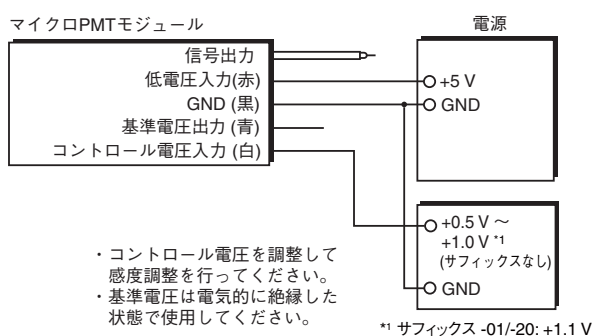 マイクロPMTモジュール
電源
信号出力
低電圧入力(赤)
GND (黒)
基準電圧出力 (青)
コントロール電圧入力 (白)
+5 V
GND
+0.5 V ~
+1.0 V *1
(サフィックスなし)
GND
・コントロール電圧を調整して
感度調整を行ってください。
・基準電圧は電気的に絶縁した
状態で使用してください。
*1 サフィックス -01/-20: +1.1 V